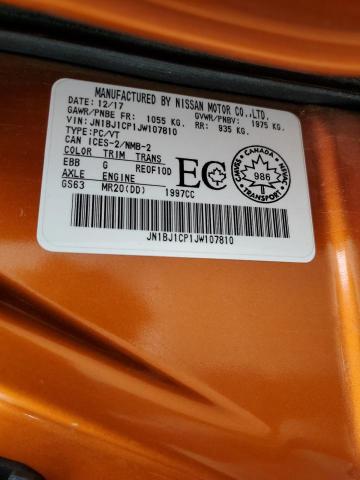 MANUFACTURED BY NISSAN MOTOR CO., LTD.
DATE: 12/17 GVWR/PNBV: 1975 KG.
GAWR/PNBE FR: 1055 KG. RR: 935 KG.
VIN: JN1BJ1CP1JW107810
TYPE: PC/VT
CAN ICES-2/NMB-2
COLOR TRIM TRANS
EBB G RE0F10D
AXLE ENGINE
GS63 MR20(DD) 1997CC
EC
CANADA
986
TRANSPORT
JN1BJ1CP1JW107810